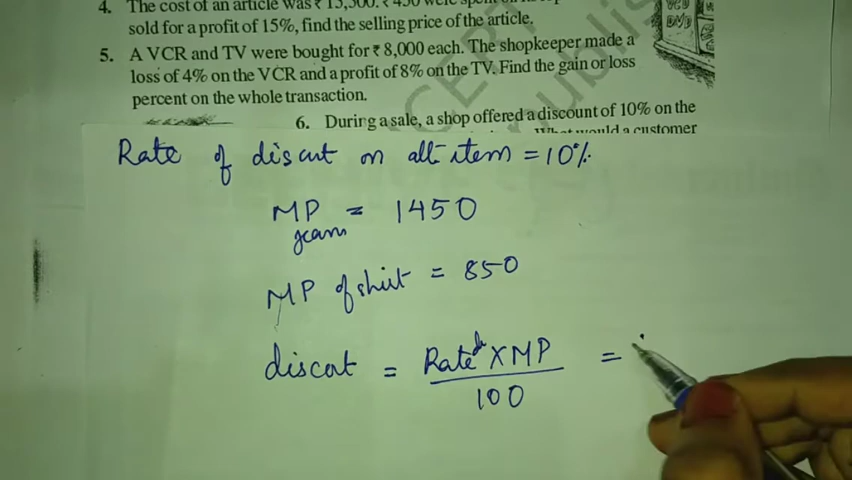 4. The cost of an article was ₹ 15,500. ₹ 450 were spent on its
sold for a profit of 15%, find the selling price of the article.
5. A VCR and TV were bought for ₹ 8,000 each. The shopkeeper made a
loss of 4% on the VCR and a profit of 8% on the TV. Find the gain or loss
percent on the whole transaction.
6. During a sale, a shop offered a discount of 10% on the
What would a customer
Rate of discut on all item = 10%.
MP = 1450
jean
MP of shirt = 850
discout = Rate d X MP =
100